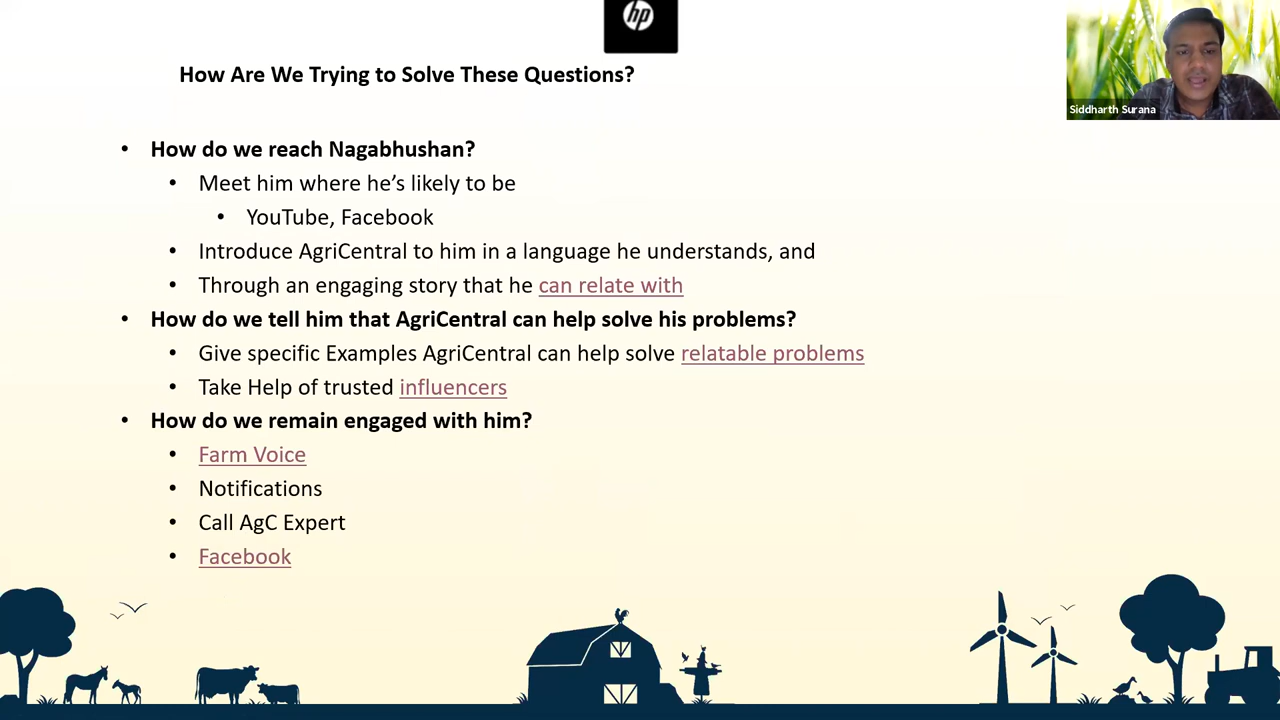 hp
How Are We Trying to Solve These Questions?
Siddharth Surana
• How do we reach Nagabhushan?
• Meet him where he’s likely to be
• YouTube, Facebook
• Introduce AgriCentral to him in a language he understands, and
• Through an engaging story that he can relate with
• How do we tell him that AgriCentral can help solve his problems?
• Give specific Examples AgriCentral can help solve relatable problems
• Take Help of trusted influencers
• How do we remain engaged with him?
• Farm Voice
• Notifications
• Call AgC Expert
• Facebook